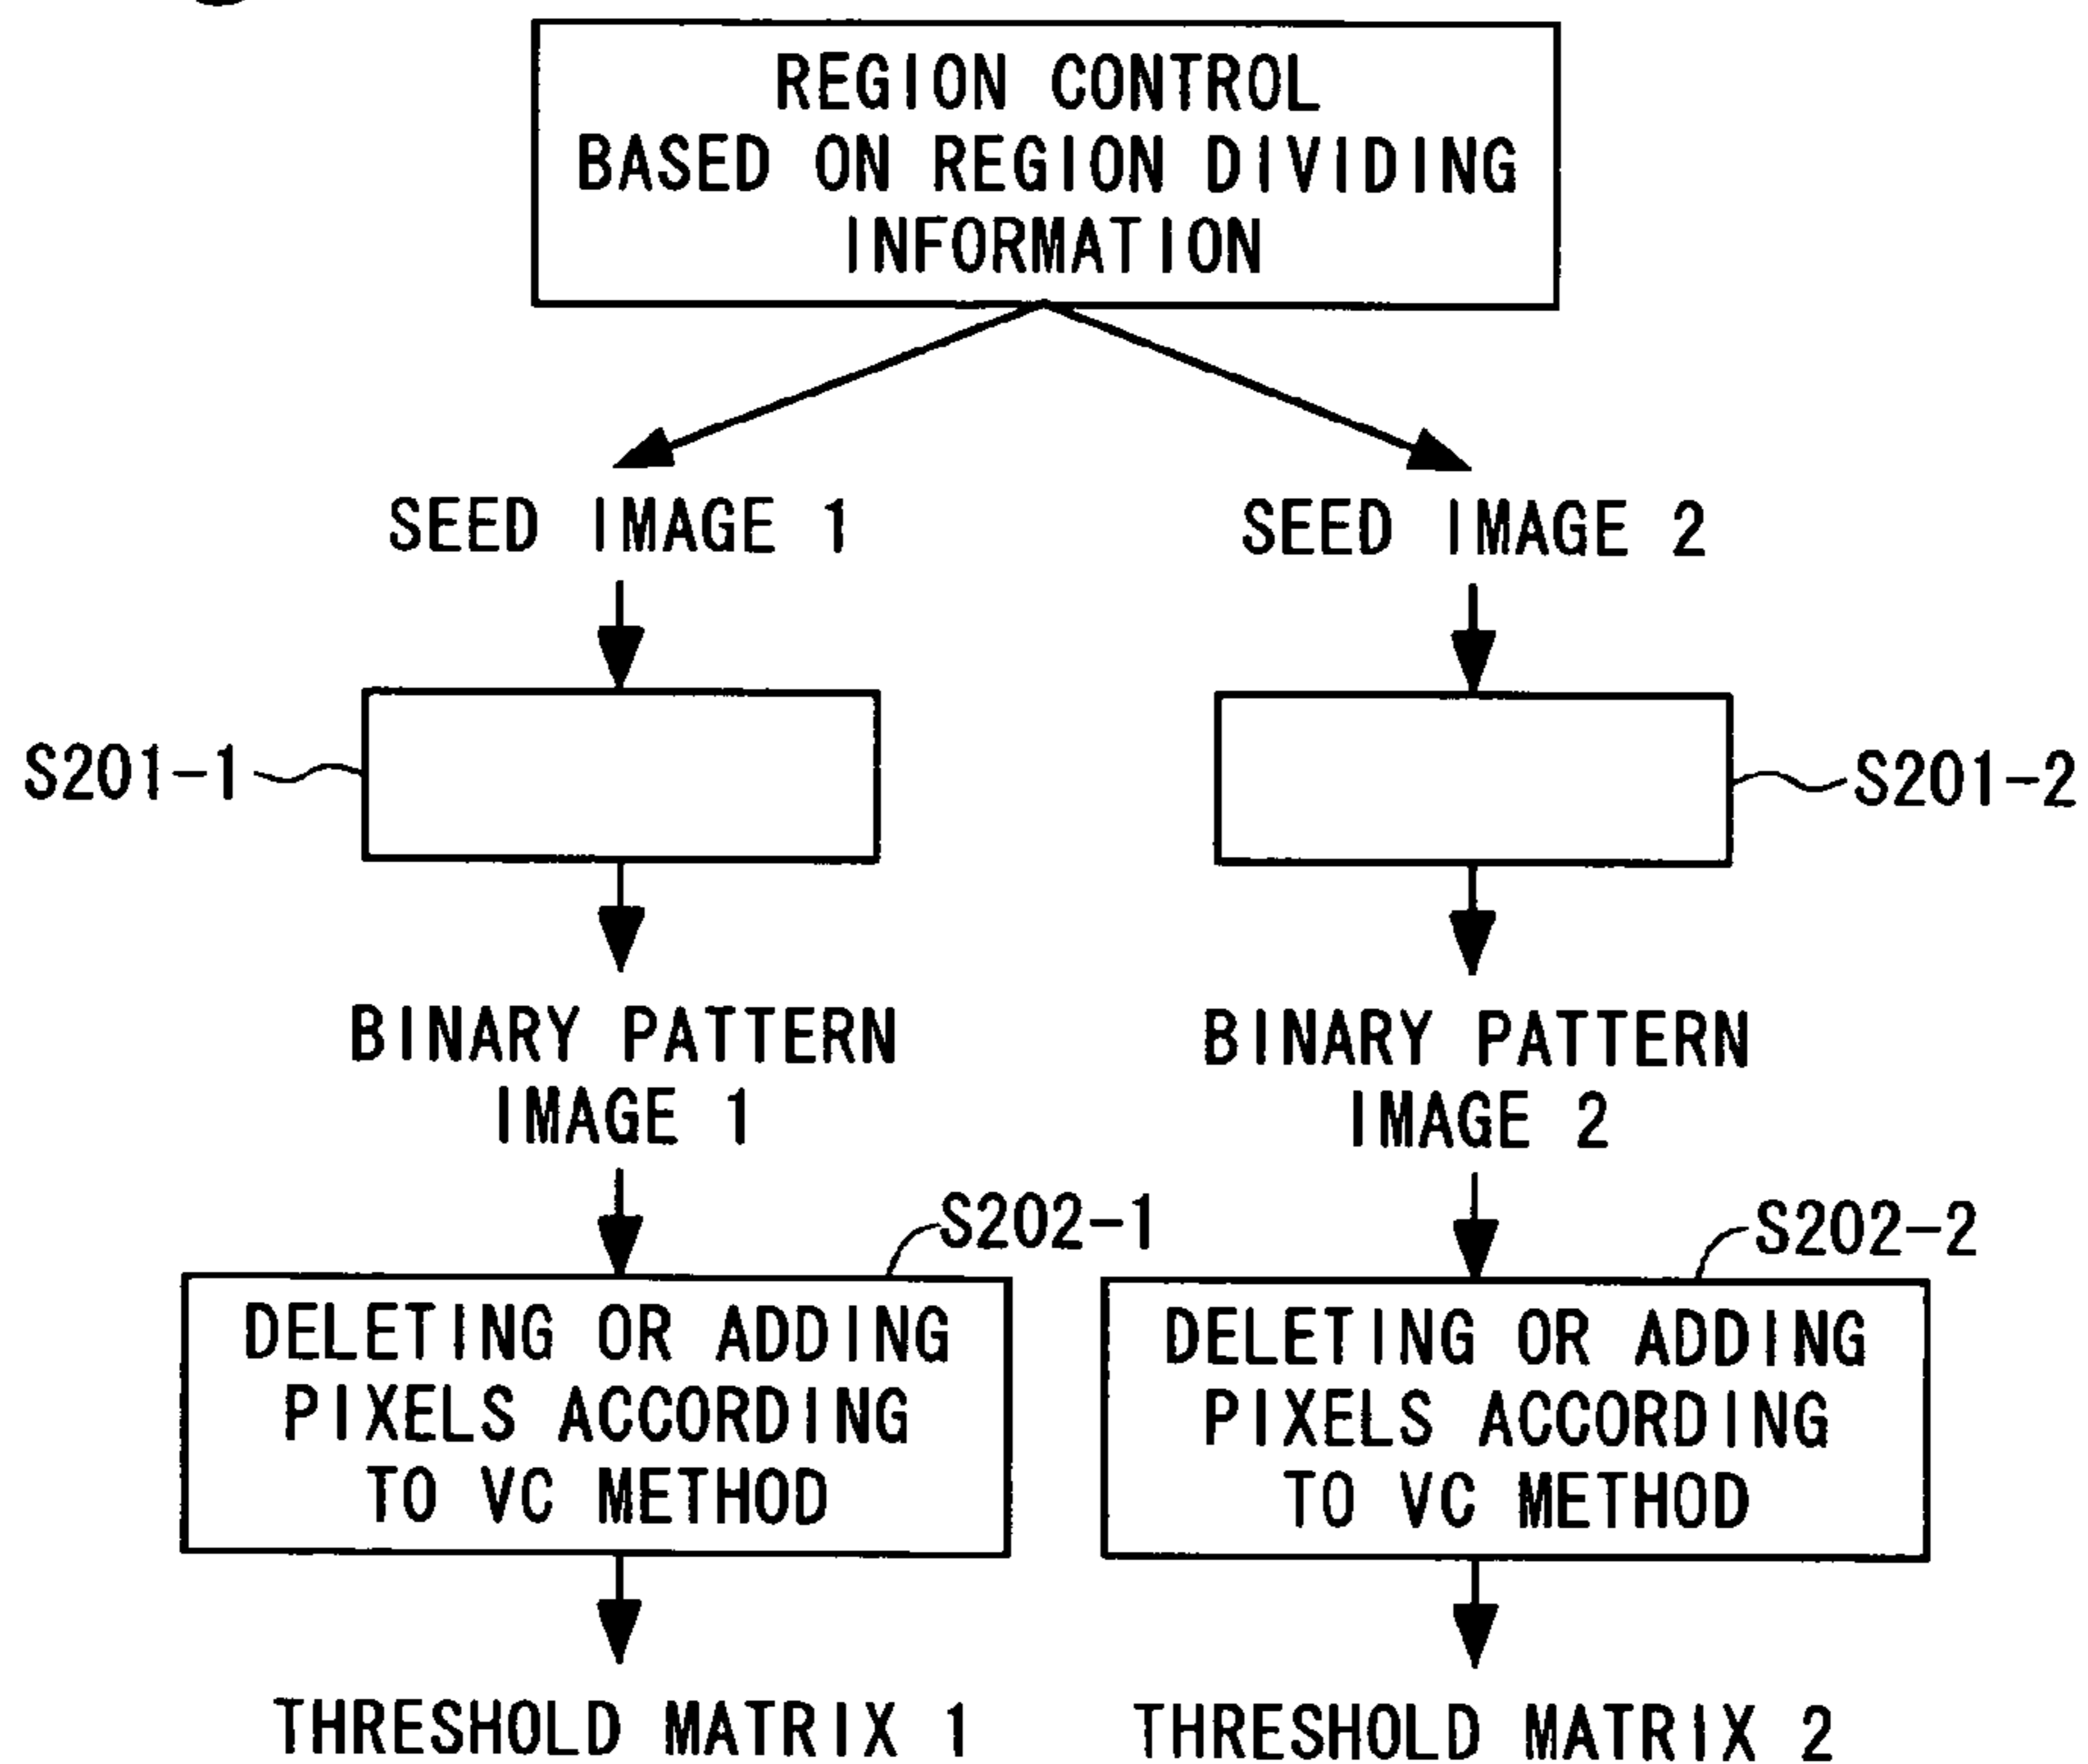 REGION CONTROL
BASED ON REGION DIVIDING
INFORMATION
SEED IMAGE 1
SEED IMAGE 2
S201-1
S201-2
BINARY PATTERN
IMAGE 1
BINARY PATTERN
IMAGE 2
S202-1
S202-2
DELETING OR ADDING
PIXELS ACCORDING
TO VC METHOD
DELETING OR ADDING
PIXELS ACCORDING
TO VC METHOD
THRESHOLD MATRIX 1
THRESHOLD MATRIX 2